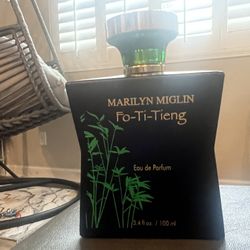 MARILYN MIGLIN
Fo-Ti-Tieng
Eau de Parfum
3.4 fl oz. / 100 ml